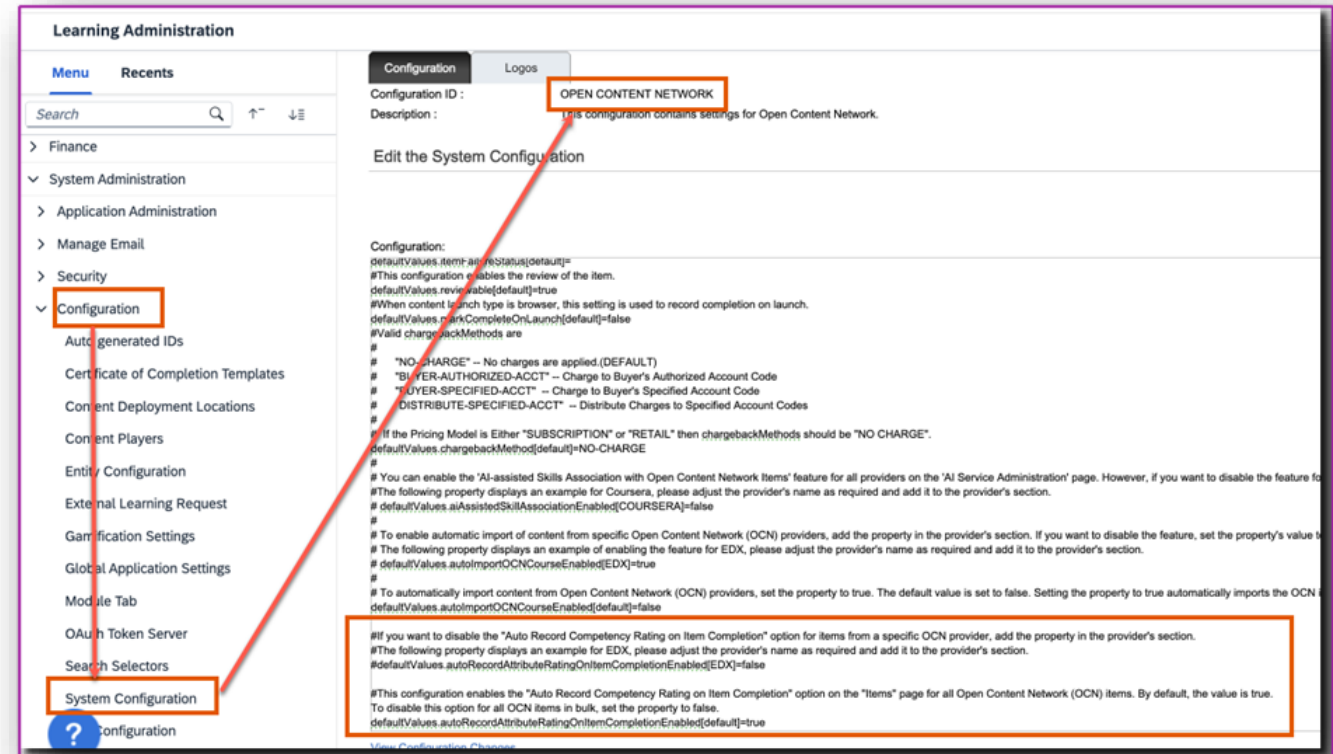 Learning Administration
Menu Recents
Search
Finance
System Administration
Application Administration
Manage Email
Security
Configuration
Auto generated IDs
Certificate of Completion Templates
Content Deployment Locations
Content Players
Entity Configuration
External Learning Request
Gamification Settings
Global Application Settings
Module Tab
OAuth Token Server
Search Selectors
System Configuration
? Configuration
Configuration Logos
Configuration ID : OPEN CONTENT NETWORK
Description : This configuration contains settings for Open Content Network.
Edit the System Configuration
Configuration:
defaultValues.itemFailureStatus[default]=
#This configuration enables the review of the item.
defaultValues.reviewable[default]=true
#When content launch type is browser, this setting is used to record completion on launch.
defaultValues.markCompleteOnLaunch[default]=false
#Valid chargebackMethods are
#
# "NO-CHARGE" -- No charges are applied.(DEFAULT)
# "BUYER-AUTHORIZED-ACCT" -- Charge to Buyer's Authorized Account Code
# "BUYER-SPECIFIED-ACCT" -- Charge to Buyer's Specified Account Code
# "DISTRIBUTE-SPECIFIED-ACCT" -- Distribute Charges to Specified Account Codes
#
# If the Pricing Model is Either "SUBSCRIPTION" or "RETAIL" then chargebackMethods should be "NO CHARGE".
defaultValues.chargebackMethod[default]=NO-CHARGE
#
# You can enable the 'AI-assisted Skills Association with Open Content Network Items' feature for all providers on the 'AI Service Administration' page. However, if you want to disable the feature fo
#The following property displays an example for Coursera, please adjust the provider's name as required and add it to the provider's section.
# defaultValues.aiAssistedSkillAssociationEnabled[COURSERA]=false
#
# To enable automatic import of content from specific Open Content Network (OCN) providers, add the property in the provider's section. If you want to disable the feature, set the property's value t
# The following property displays an example of enabling the feature for EDX, please adjust the provider's name as required and add it to the provider's section.
# defaultValues.autoImportOCNCourseEnabled[EDX]=true
#
# To automatically import content from Open Content Network (OCN) providers, set the property to true. The default value is set to false. Setting the property to true automatically imports the OCN i
defaultValues.autoImportOCNCourseEnabled[default]=false
#If you want to disable the "Auto Record Competency Rating on Item Completion" option for items from a specific OCN provider, add the property in the provider's section.
#The following property displays an example for EDX, please adjust the provider's name as required and add it to the provider's section.
#defaultValues.autoRecordAttributeRatingOnItemCompletionEnabled[EDX]=false
#This configuration enables the "Auto Record Competency Rating on Item Completion" option on the "Items" page for all Open Content Network (OCN) items. By default, the value is true.
To disable this option for all OCN items in bulk, set the property to false.
defaultValues.autoRecordAttributeRatingOnItemCompletionEnabled[default]=true
View Configuration Changes